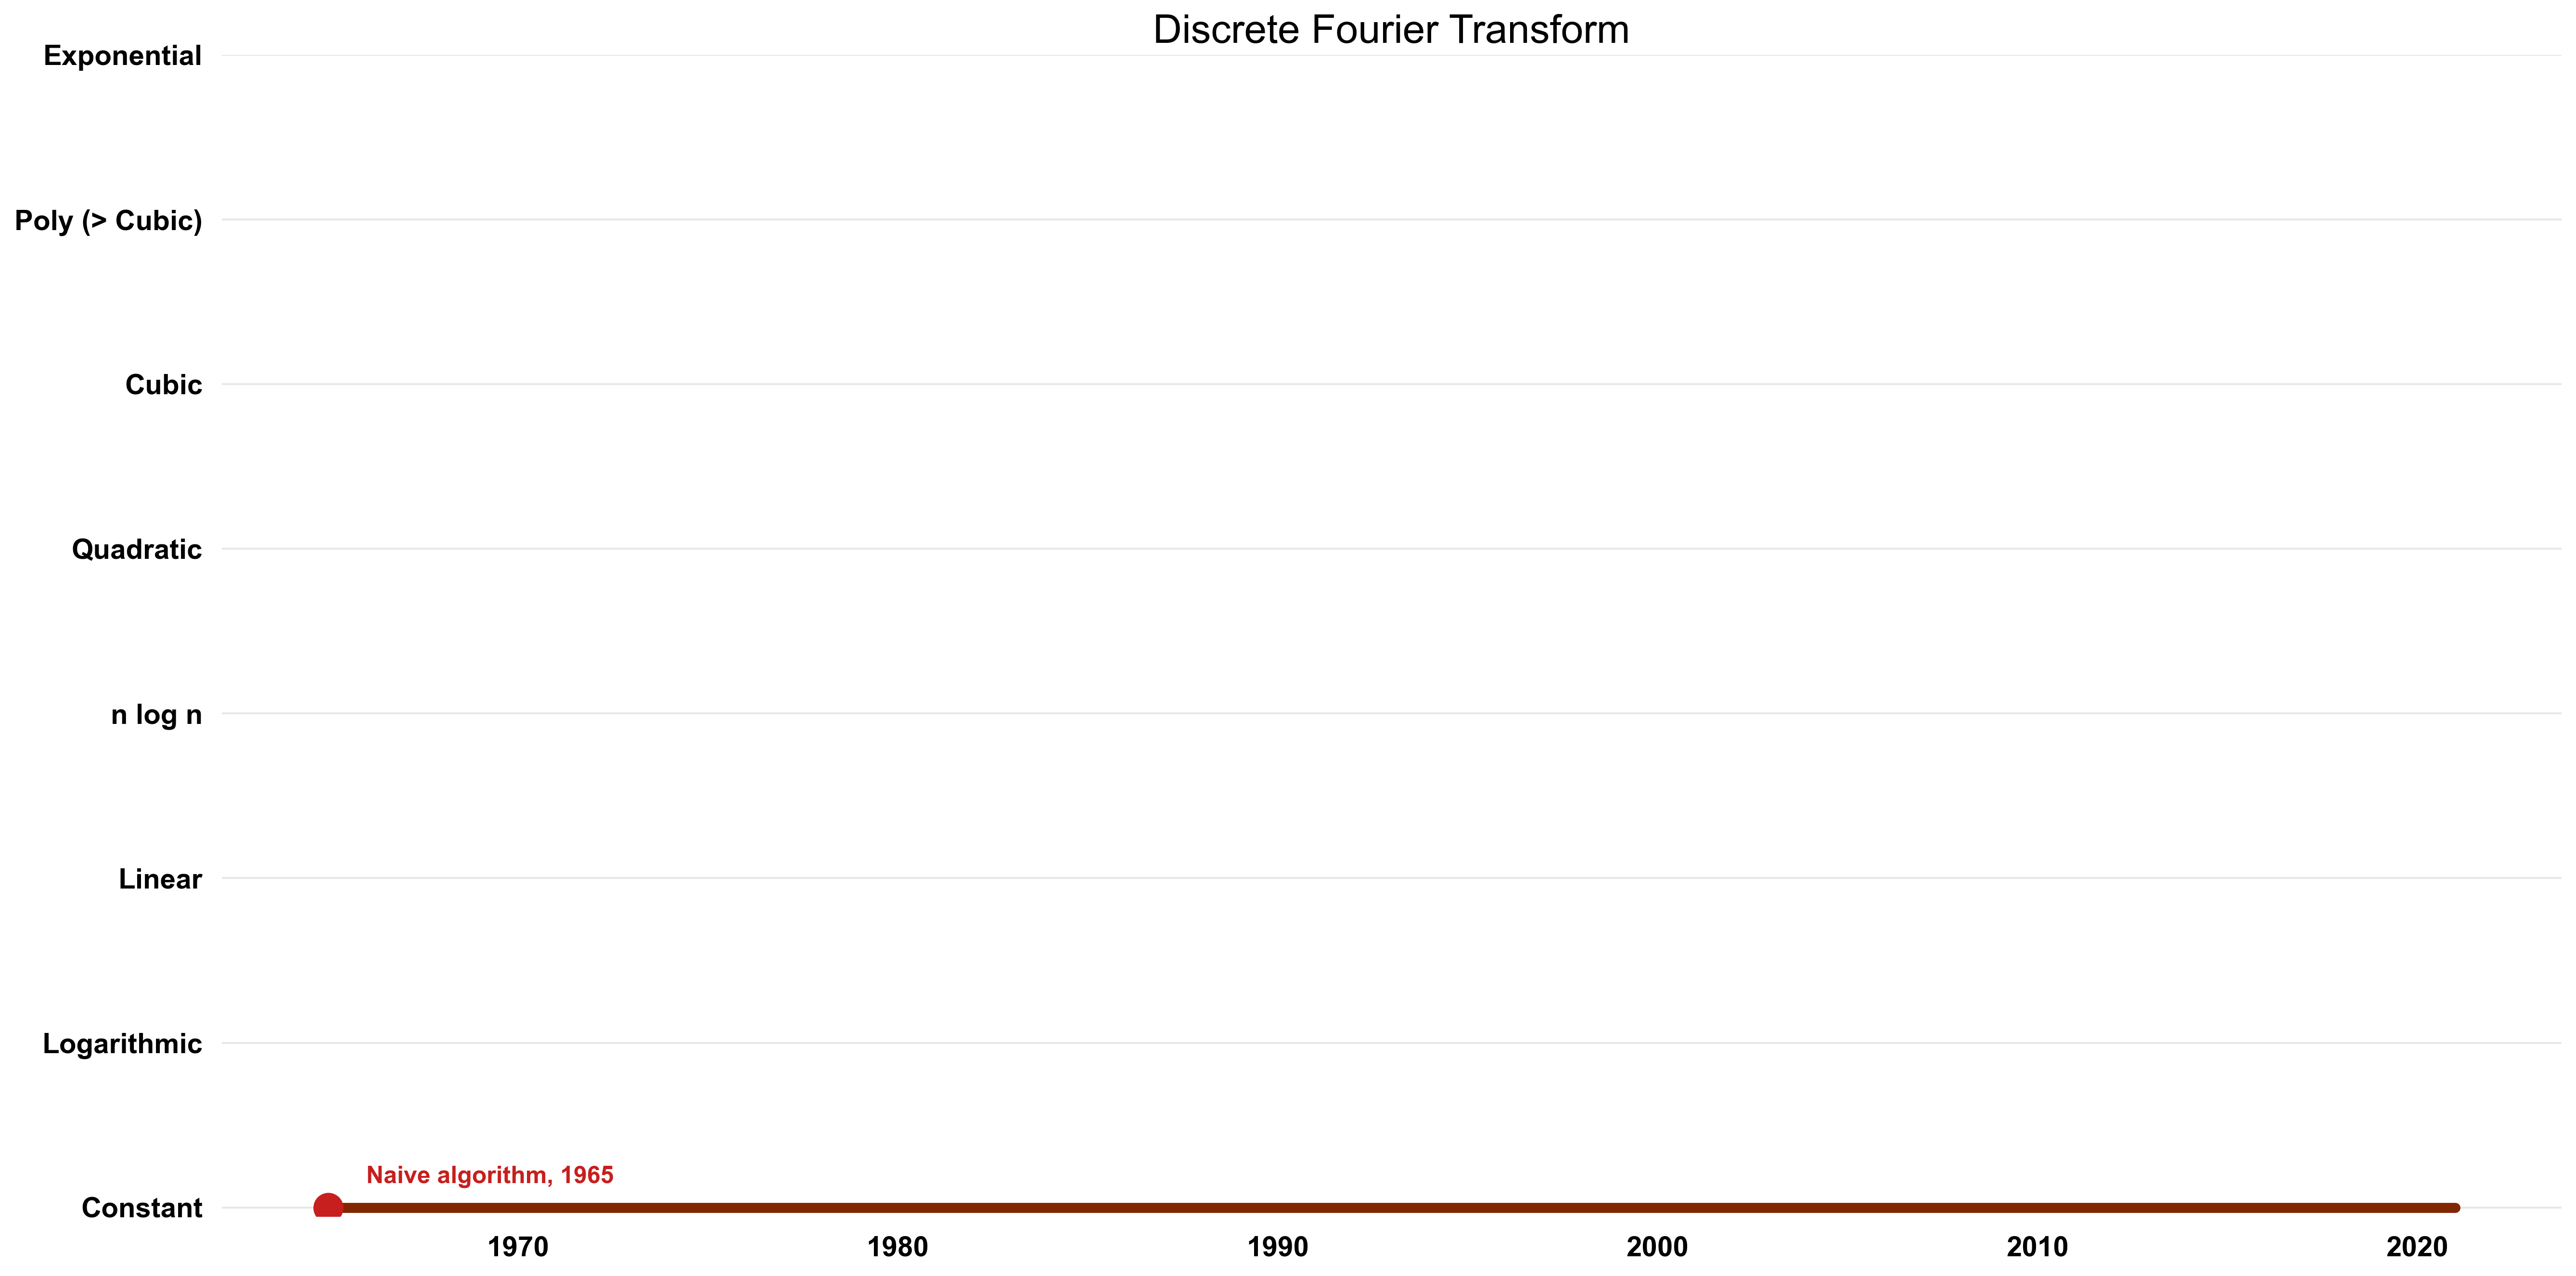 Discrete Fourier Transform
Exponential
Poly (> Cubic)
Cubic
Quadratic
n log n
Linear
Logarithmic
Naive algorithm, 1965
Constant
1970 1980 1990 2000 2010 2020